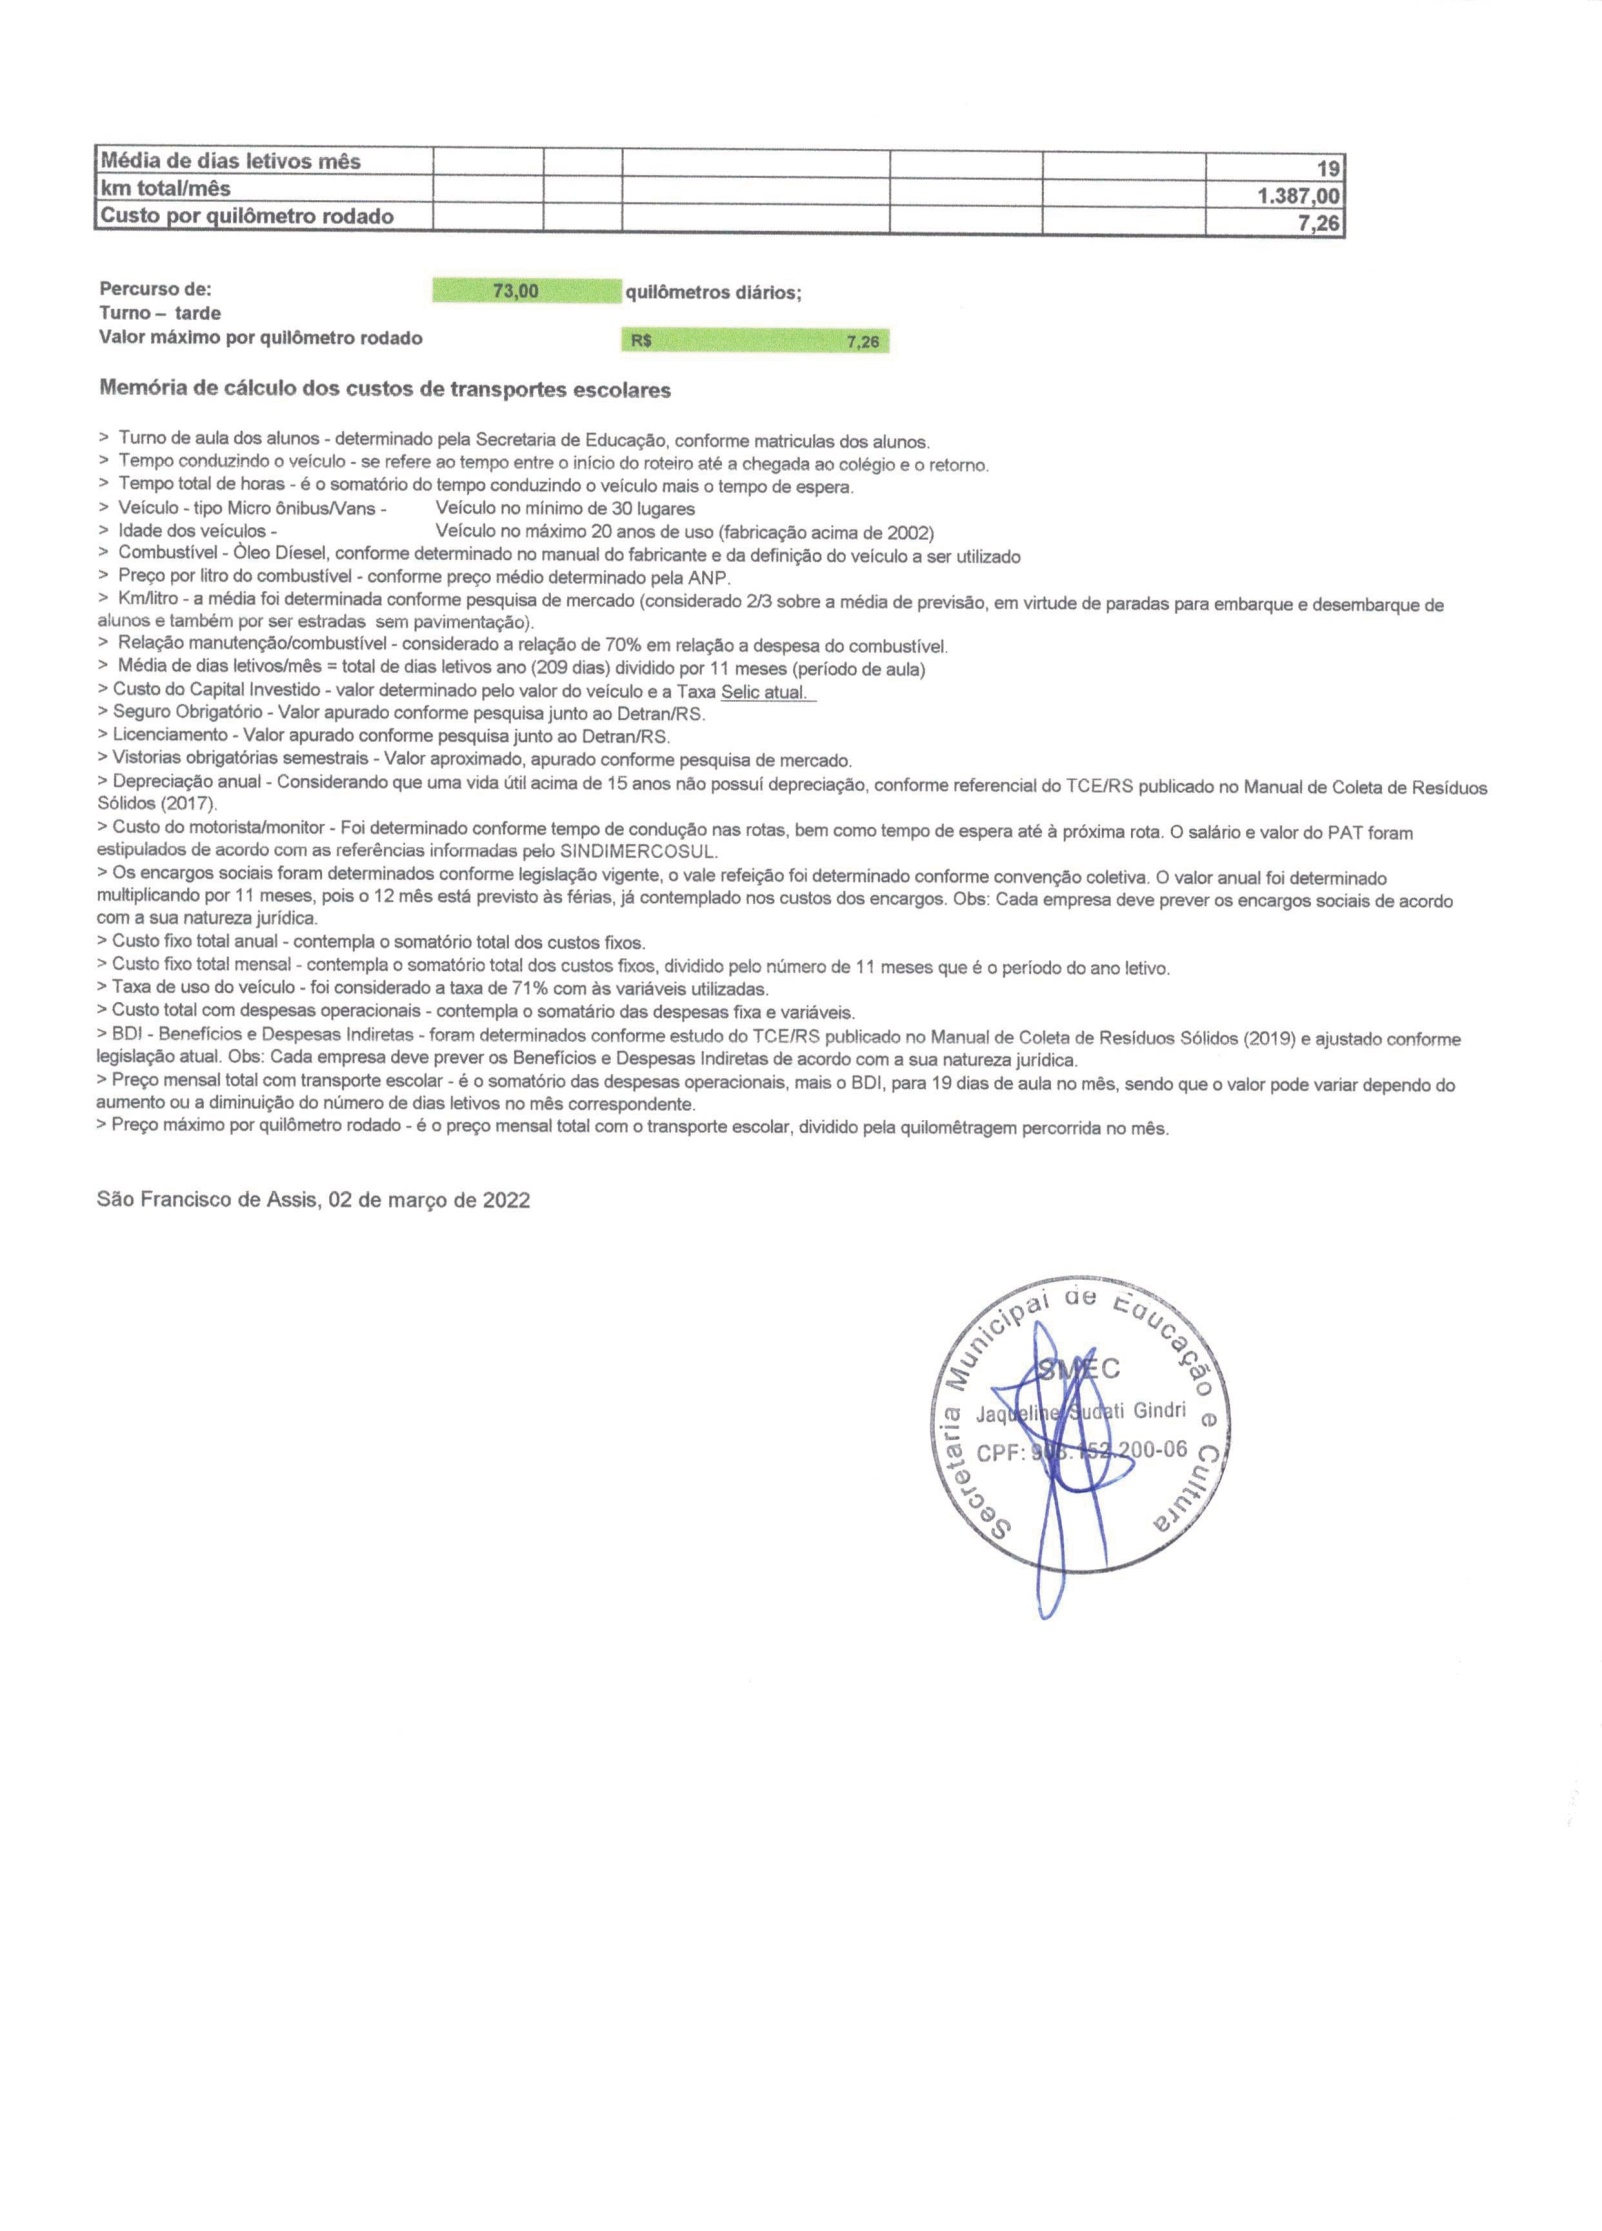 Média de dias letivos mês 19
km total/mês 1.387,00
Custo por quilômetro rodado 7,26
Percurso de: 73,00 quilômetros diários;
Turno – tarde
Valor máximo por quilômetro rodado R$ 7,26
Memória de cálculo dos custos de transportes escolares
> Turno de aula dos alunos - determinado pela Secretaria de Educação, conforme matriculas dos alunos.
> Tempo conduzindo o veículo - se refere ao tempo entre o início do roteiro até a chegada ao colégio e o retorno.
> Tempo total de horas - é o somatório do tempo conduzindo o veículo mais o tempo de espera.
> Veículo - tipo Micro ônibus/Vans - Veículo no mínimo de 30 lugares
> Idade dos veículos - Veículo no máximo 20 anos de uso (fabricação acima de 2002)
> Combustível - Òleo Díesel, conforme determinado no manual do fabricante e da definição do veículo a ser utilizado
> Preço por litro do combustível - conforme preço médio determinado pela ANP.
> Km/litro - a média foi determinada conforme pesquisa de mercado (considerado 2/3 sobre a média de previsão, em virtude de paradas para embarque e desembarque de
alunos e também por ser estradas sem pavimentação).
> Relação manutenção/combustível - considerado a relação de 70% em relação a despesa do combustível.
> Média de dias letivos/mês = total de dias letivos ano (209 dias) dividido por 11 meses (período de aula)
> Custo do Capital Investido - valor determinado pelo valor do veículo e a Taxa Selic atual.
> Seguro Obrigatório - Valor apurado conforme pesquisa junto ao Detran/RS.
> Licenciamento - Valor apurado conforme pesquisa junto ao Detran/RS.
> Vistorias obrigatórias semestrais - Valor aproximado, apurado conforme pesquisa de mercado.
> Depreciação anual - Considerando que uma vida útil acima de 15 anos não possuí depreciação, conforme referencial do TCE/RS publicado no Manual de Coleta de Resíduos
Sólidos (2017).
> Custo do motorista/monitor - Foi determinado conforme tempo de condução nas rotas, bem como tempo de espera até à próxima rota. O salário e valor do PAT foram
estipulados de acordo com as referências informadas pelo SINDIMERCOSUL.
> Os encargos sociais foram determinados conforme legislação vigente, o vale refeição foi determinado conforme convenção coletiva. O valor anual foi determinado
multiplicando por 11 meses, pois o 12 mês está previsto às férias, já contemplado nos custos dos encargos. Obs: Cada empresa deve prever os encargos sociais de acordo
com a sua natureza jurídica.
> Custo fixo total anual - contempla o somatório total dos custos fixos.
> Custo fixo total mensal - contempla o somatório total dos custos fixos, dividido pelo número de 11 meses que é o período do ano letivo.
> Taxa de uso do veículo - foi considerado a taxa de 71% com às variáveis utilizadas.
> Custo total com despesas operacionais - contempla o somatário das despesas fixa e variáveis.
> BDI - Benefícios e Despesas Indiretas - foram determinados conforme estudo do TCE/RS publicado no Manual de Coleta de Resíduos Sólidos (2019) e ajustado conforme
legislação atual. Obs: Cada empresa deve prever os Benefícios e Despesas Indiretas de acordo com a sua natureza jurídica.
> Preço mensal total com transporte escolar - é o somatório das despesas operacionais, mais o BDI, para 19 dias de aula no mês, sendo que o valor pode variar dependo do
aumento ou a diminuição do número de dias letivos no mês correspondente.
> Preço máximo por quilômetro rodado - é o preço mensal total com o transporte escolar, dividido pela quilomêtragem percorrida no mês.
São Francisco de Assis, 02 de março de 2022
Secretaria Municipal de Educação e Cultura
SMEC
Jaqueline Sudati Gindri
CPF: